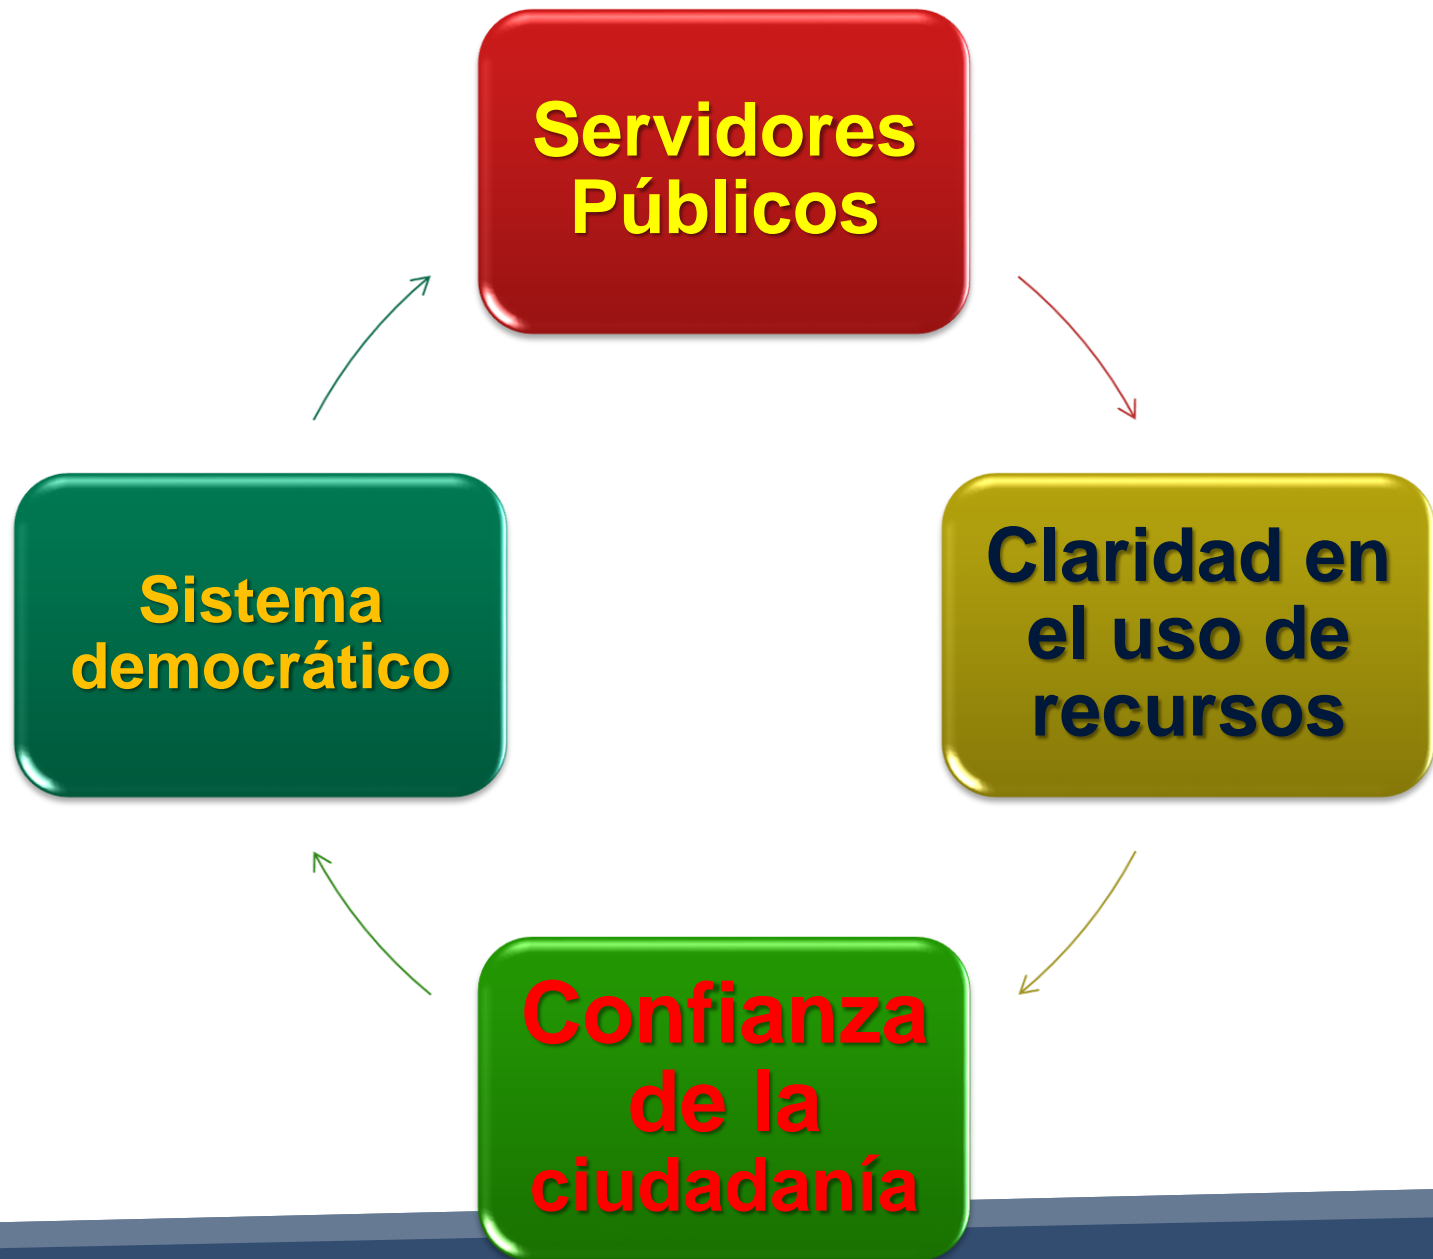 Servidores
Públicos
Claridad en
el uso de
recursos
Confianza
de la
ciudadanía
Sistema
democrático